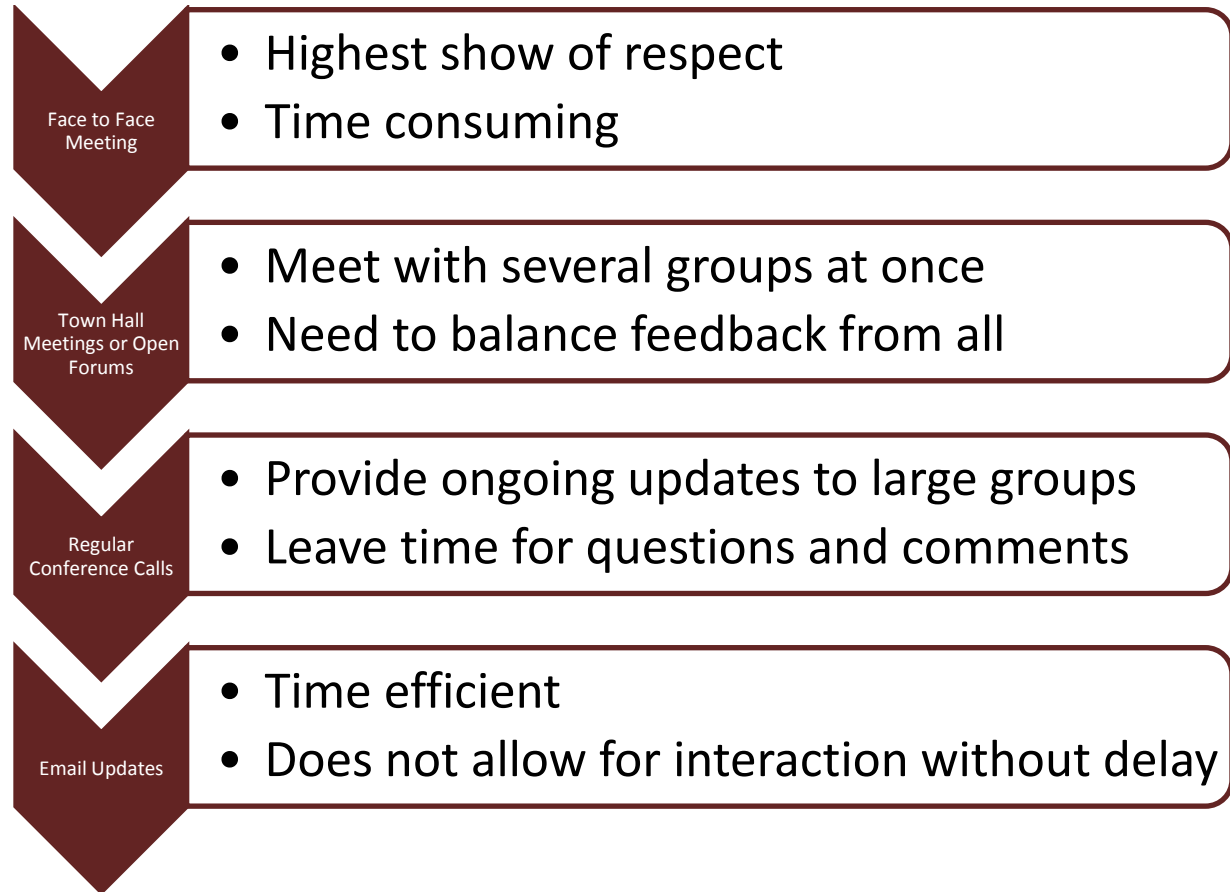 Face to Face
Meeting
• Highest show of respect
• Time consuming
Town Hall
Meetings or Open
Forums
• Meet with several groups at once
• Need to balance feedback from all
Regular
Conference Calls
• Provide ongoing updates to large groups
• Leave time for questions and comments
Email Updates
• Time efficient
• Does not allow for interaction without delay